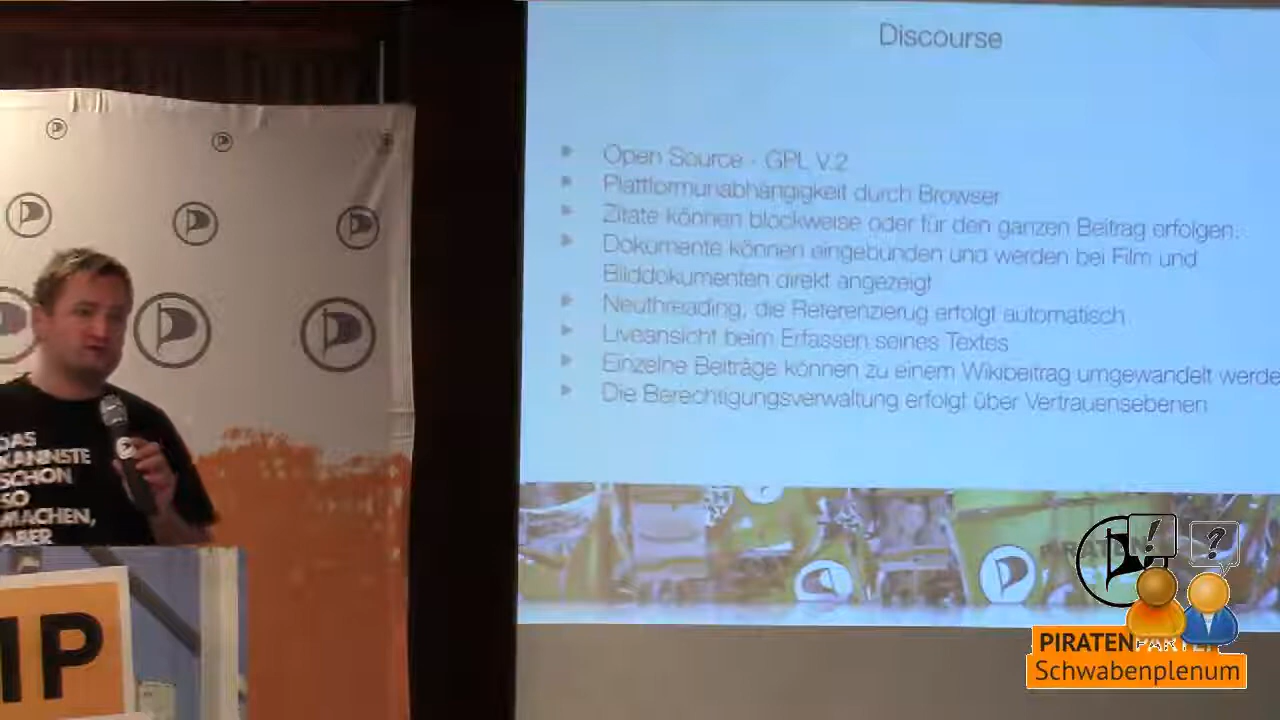 Discourse
Open Source - GPL V.2
Plattformunabhängigkeit durch Browser
Zitate können blockweise oder für den ganzen Beitrag erfolgen.
Dokumente können eingebunden und werden bei Film und
Bilddokumenten direkt angezeigt
Neuthreading, die Referenzierug erfolgt automatisch
Liveansicht beim Erfassen seines Textes
Einzelne Beiträge können zu einem Wikibeitrag umgewandelt werde
Die Berechtigungsverwaltung erfolgt über Vertrauensebenen
DAS
KANNSTE
SCHON
SO
MACHEN,
ABER
MP
PIRATEN
! ?
PIRATENPARTEI
Schwabenplenum